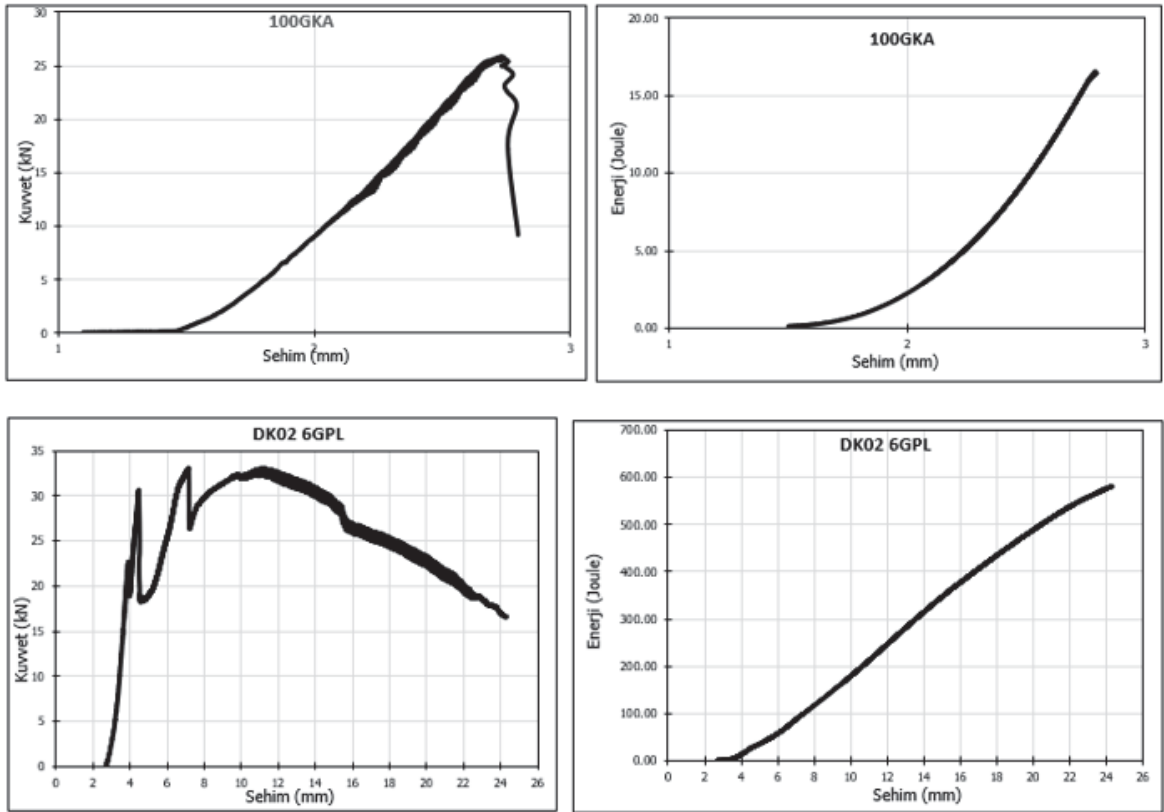 100GKA
Kuvvet (kN)
30
25
20
15
10
5
0
1
2
3
Sehim (mm)
100GKA
Enerji (Joule)
20.00
15.00
10.00
5.00
0.00
1
2
3
Sehim (mm)
DK02 6GPL
Kuvvet (kN)
35
30
25
20
15
10
5
0
0 2 4 6 8 10 12 14 16 18 20 22 24 26
Sehim (mm)
DK02 6GPL
Enerji (Joule)
700.00
600.00
500.00
400.00
300.00
200.00
100.00
0.00
0 2 4 6 8 10 12 14 16 18 20 22 24 26
Sehim (mm)